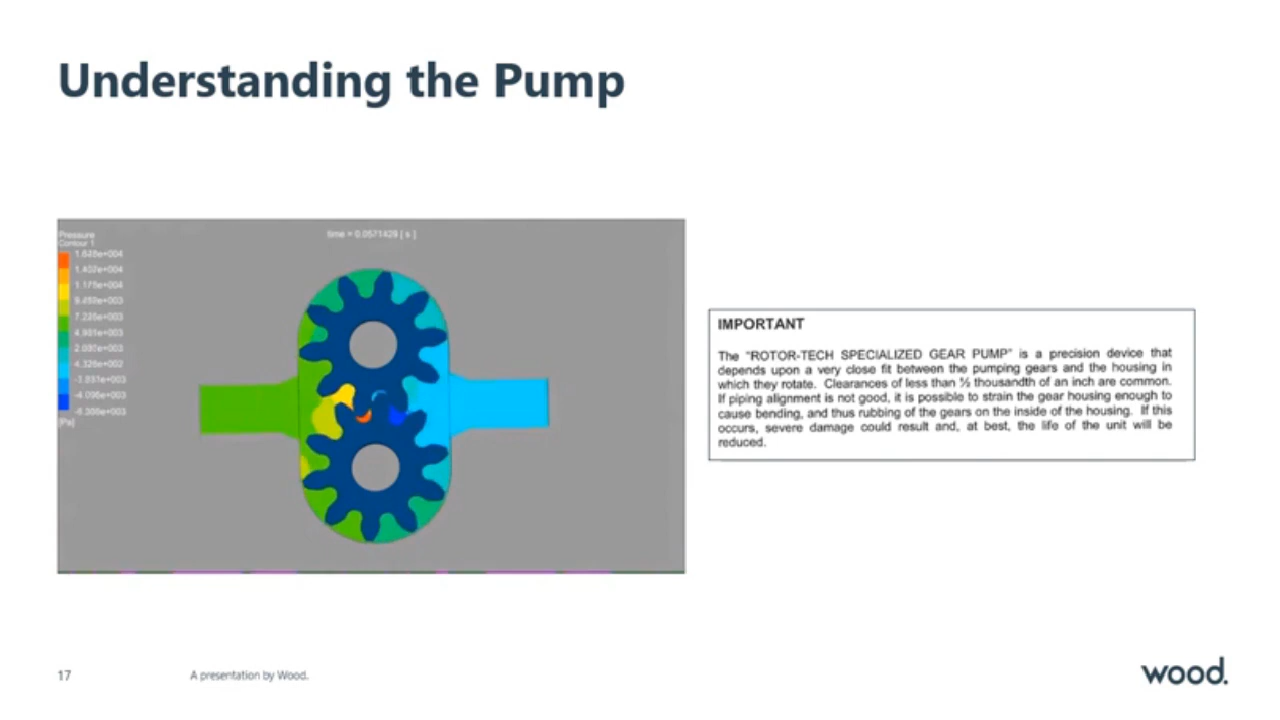 Understanding the Pump
Pressure
Contour 1
time = 0.0571429 [ s ]
[Pa]
IMPORTANT
The "ROTOR-TECH SPECIALIZED GEAR PUMP" is a precision device that
depends upon a very close fit between the pumping gears and the housing in
which they rotate. Clearances of less than ½ thousandth of an inch are common.
If piping alignment is not good, it is possible to strain the gear housing enough to
cause bending, and thus rubbing of the gears on the inside of the housing. If this
occurs, severe damage could result and, at best, the life of the unit will be
reduced.
17
A presentation by Wood.
wood.